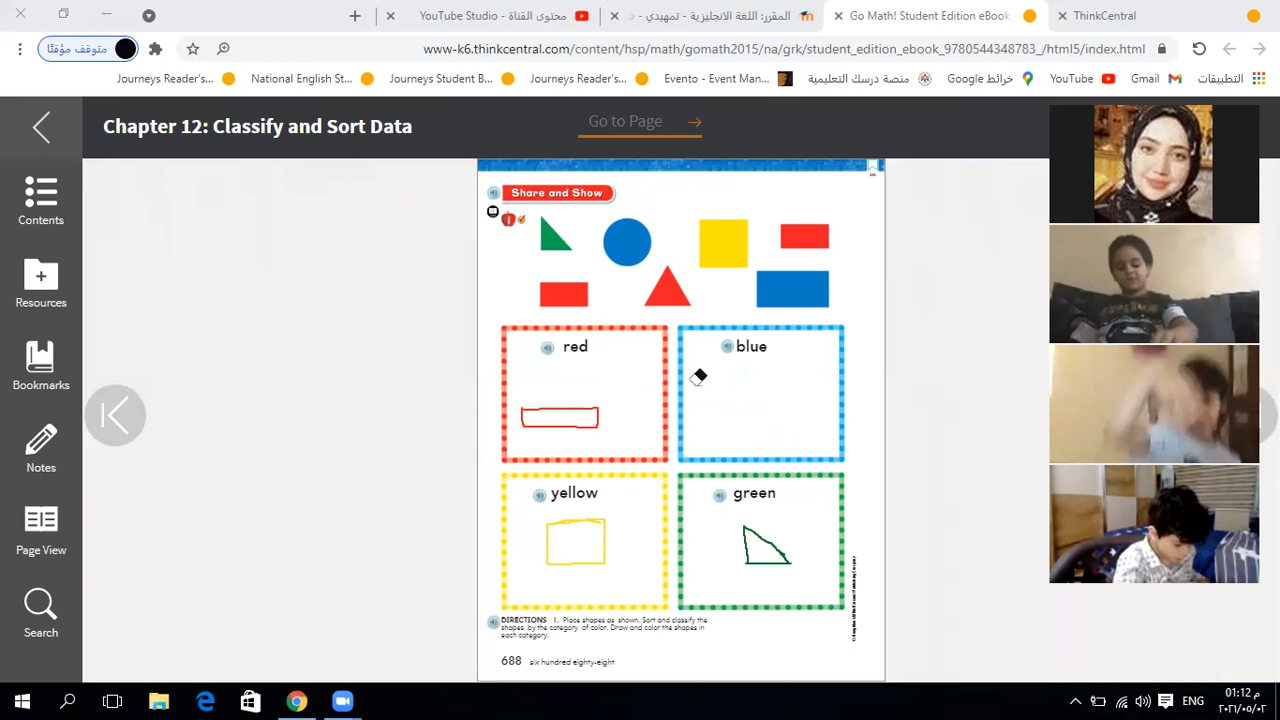 YouTube Studio - محتوى القناة
المقرر: اللغة الانجليزية - تمهيدي - د
Go Math! Student Edition eBook,
ThinkCentral
متوقف مؤقتًا
www-k6.thinkcentral.com/content/hsp/math/gomath2015/na/gk/student_edition_ebook_9780544348783_/html5/index.html
Journeys Reader's...
National English St...
Journeys Student B...
Journeys Reader's...
Evento - Event Man...
منصة درسك التعليمية
خرائط Google
YouTube
Gmail
التطبيقات
Chapter 12: Classify and Sort Data
Go to Page
Contents
Resources
Bookmarks
Notes
Page View
Search
Share and Show
1
red
blue
yellow
green
DIRECTIONS 1. Place shapes as shown. Sort and classify the
shapes by the category of color. Draw and color the shapes in
each category.
688 six hundred eighty-eight
ENG
01:12 م
٢٠٢١/٠٥/٠٢